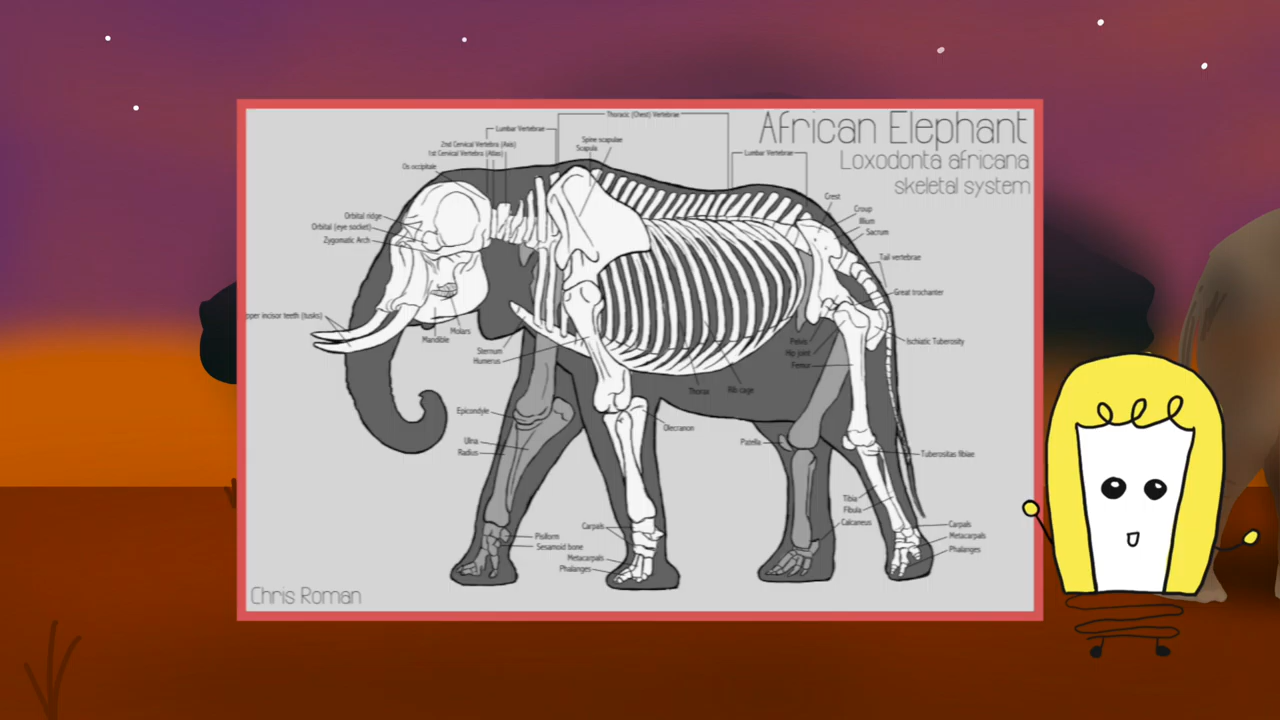 African Elephant
Loxodonta africana
skeletal system
Thoracic (Chest) Vertebrae
Lumbar Vertebrae
2nd Cervical Vertebra (Axis)
1st Cervical Vertebra (Atlas)
Os occipitale
Spine scapulae
Scapula
Lumbar Vertebrae
Crest
Croup
Illium
Sacrum
Tail vertebrae
Great trochanter
Ischiatic Tuberosity
Orbital ridge
Orbital (eye socket)
Zygomatic Arch
pper incisor teeth (tusks)
Molars
Mandible
Sternum
Humerus
Pelvis
Hip joint
Femur
Thorax
Rib cage
Epicondyle
Olecranon
Ulna
Radius
Patella
Tuberositas fibiae
Tibia
Fibula
Calcaneus
Carpals
Metacarpals
Phalanges
Pisiform
Sesamoid bone
Carpals
Metacarpals
Phalanges
Chris Roman